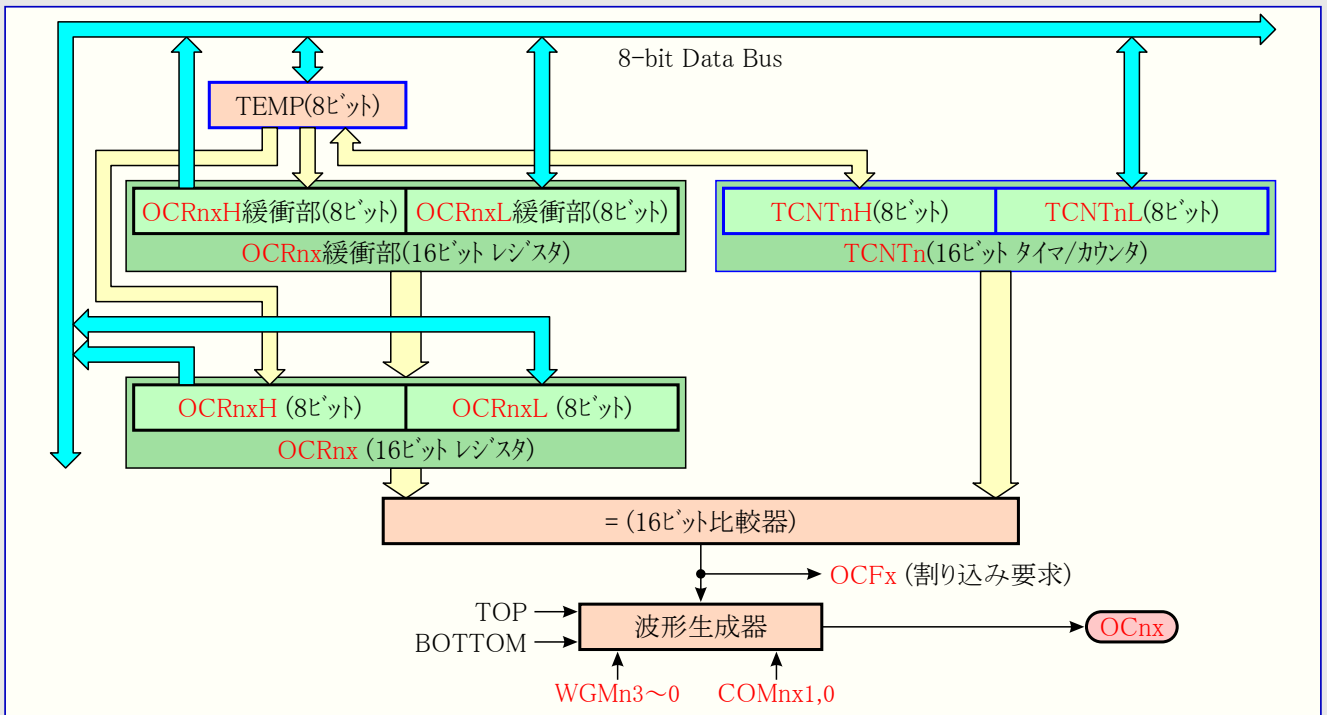 8-bit Data Bus
TEMP(8ビット)
OCRnxH緩衝部(8ビット)
OCRnxL緩衝部(8ビット)
OCRnx緩衝部(16ビット レジスタ)
TCNTnH(8ビット)
TCNTnL(8ビット)
TCNTn(16ビット タイマ/カウンタ)
OCRnxH (8ビット)
OCRnxL (8ビット)
OCRnx (16ビット レジスタ)
= (16ビット比較器)
OCFx (割り込み要求)
TOP
BOTTOM
波形生成器
OCnx
WGMn3～0
COMnx1,0